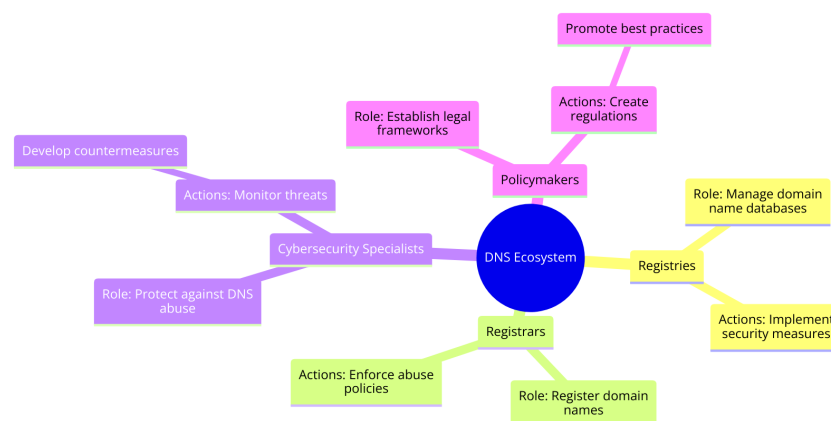 Promote best practices
Actions: Create
regulations
Role: Establish legal
frameworks
Policymakers
Develop countermeasures
Actions: Monitor threats
Cybersecurity Specialists
Role: Protect against DNS
abuse
DNS Ecosystem
Role: Manage domain
name databases
Registries
Actions: Implement
security measures
Registrars
Actions: Enforce abuse
policies
Role: Register domain
names